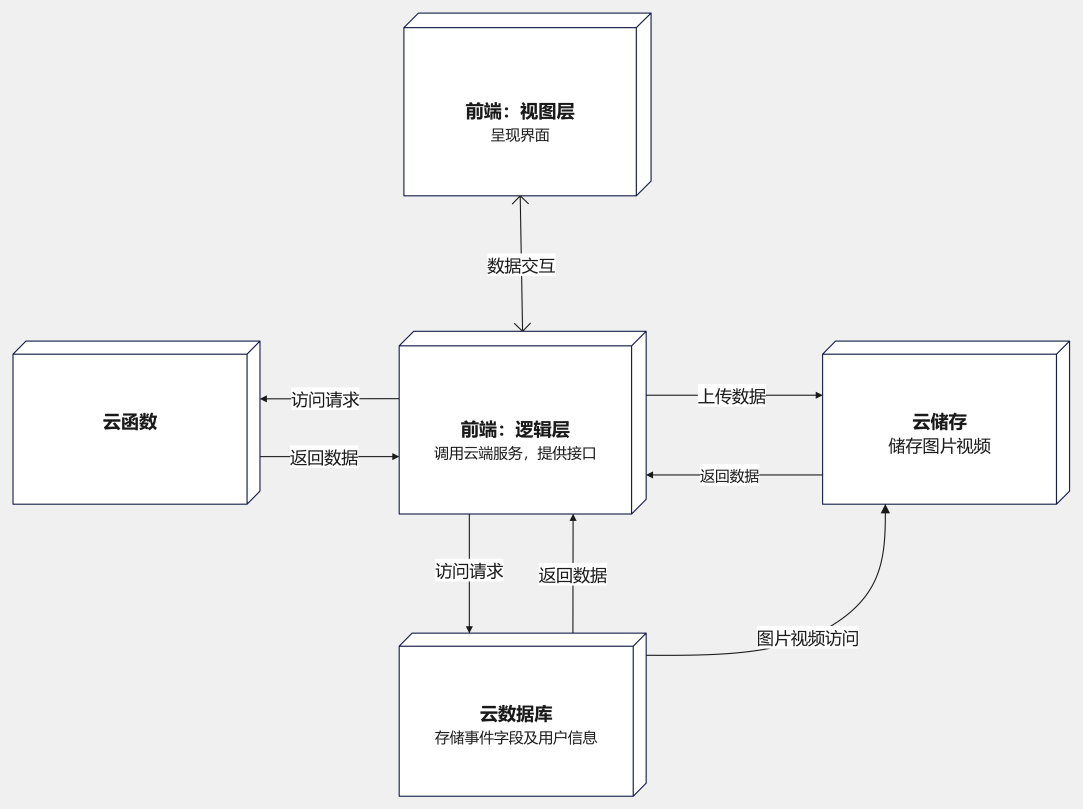 前端：视图层
呈现界面
数据交互
访问请求
上传数据
云函数
返回数据
前端：逻辑层
调用云端服务，提供接口
云储存
储存图片视频
返回数据
访问请求
返回数据
图片视频访问
云数据库
存储事件字段及用户信息